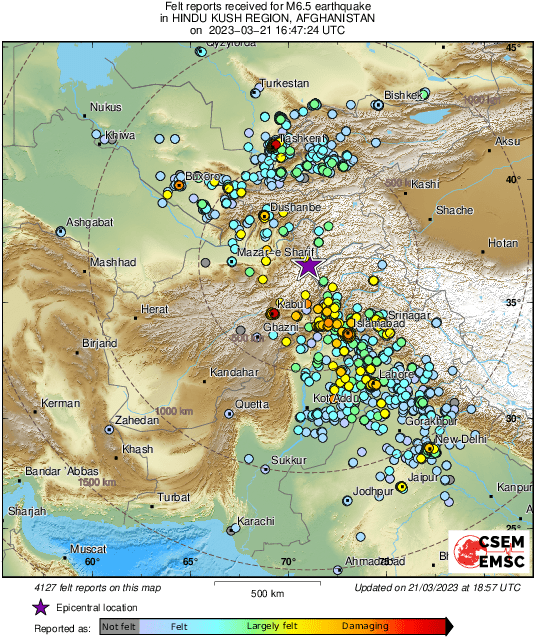 Felt reports received for M6.5 earthquake
in HINDU KUSH REGION, AFGHANISTAN
on 2023-03-21 16:47:24 UTC
Qyzylorda
45°
Turkestan
Bishkek
1000 km
Nukus
Khiwa
Tashkent
Aksu
Buxoro
500 km
Kashi
40°
Dushanbe
Shache
Ashgabat
Hotan
Mazar-e Sharif
Mashhad
35°
Herat
Kabul
Srinagar
Islamabad
Ghazni
500 km
Birjand
Kandahar
Lahore
Kot Addu
Kerman
1000 km
Quetta
30°
Gorakhpur
Zahedan
New Delhi
Khash
Sukkur
Bandar 'Abbas
1500 km
Jaipur
Jodhpur
Kanpur
Turbat
Sharjah
Karachi
25°
Muscat
Ahmadabad
60°
65°
70°
75°
CSEM
EMSC
4127 felt reports on this map
500 km
Updated on 21/03/2023 at 18:57 UTC
Epicentral location
Reported as:
Not felt
Felt
Largely felt
Damaging